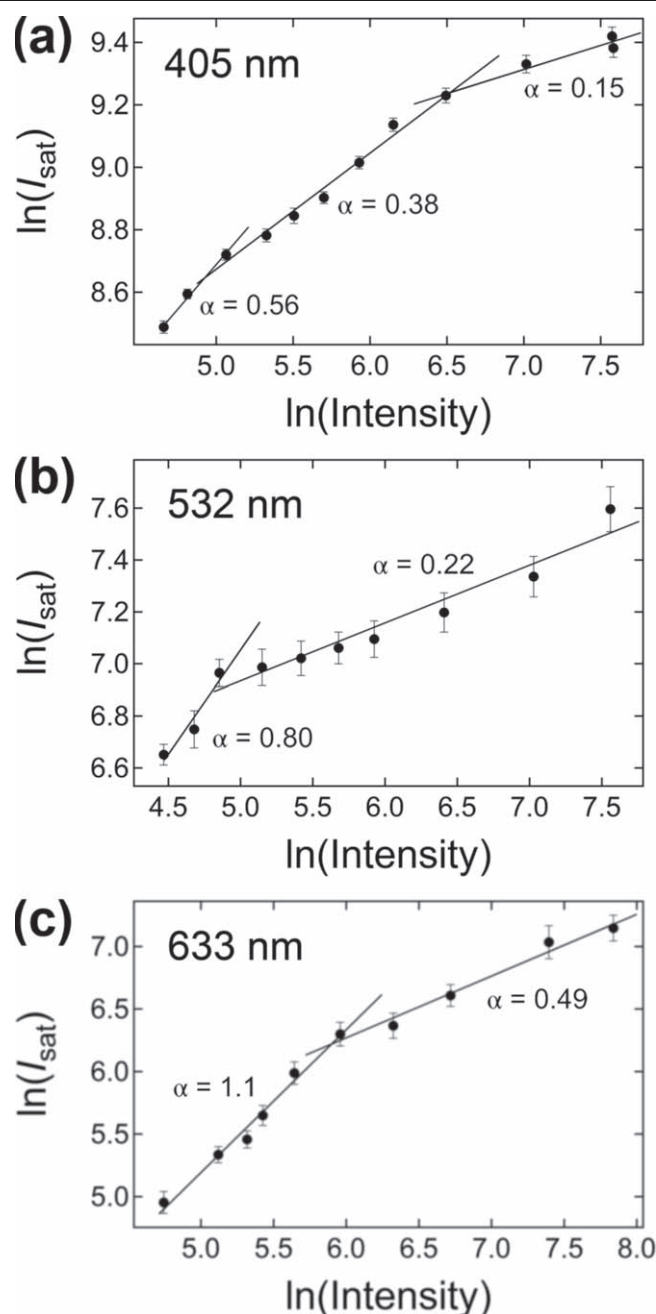 (a)
405 nm
9.4
9.2
9.0
8.8
8.6
ln(Isat)
α = 0.15
α = 0.38
α = 0.56
5.0 5.5 6.0 6.5 7.0 7.5
ln(Intensity)
(b)
532 nm
7.6
7.4
7.2
7.0
6.8
6.6
ln(Isat)
α = 0.22
α = 0.80
4.5 5.0 5.5 6.0 6.5 7.0 7.5
ln(Intensity)
(c)
633 nm
7.0
6.5
6.0
5.5
5.0
ln(Isat)
α = 0.49
α = 1.1
5.0 5.5 6.0 6.5 7.0 7.5 8.0
ln(Intensity)